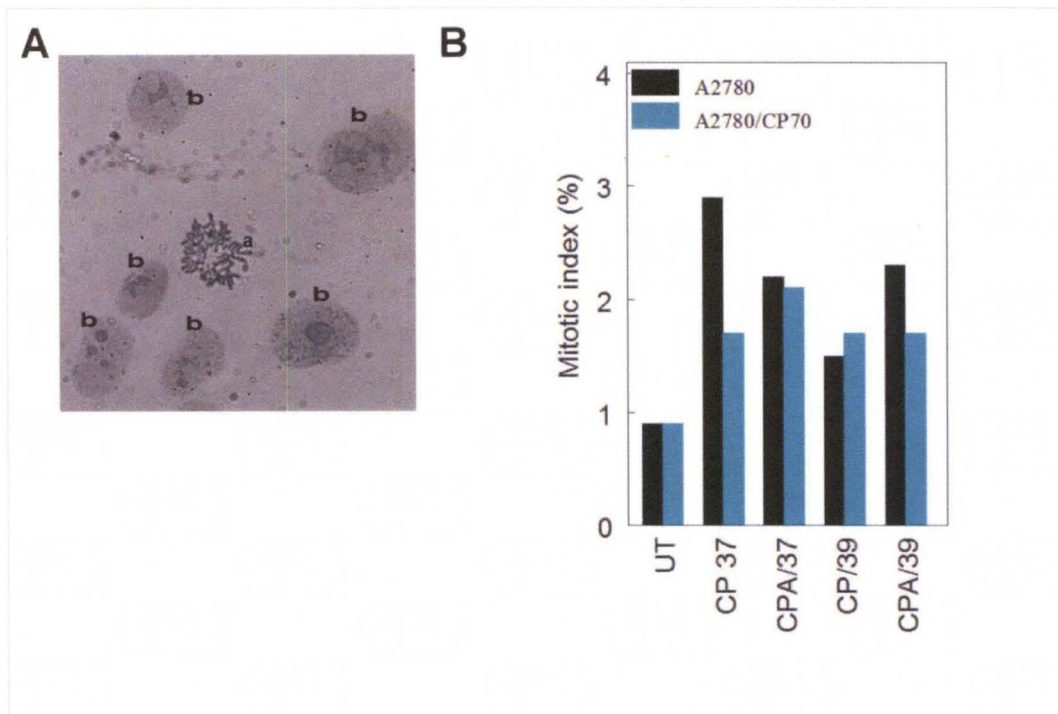 A
b
b
a
b
b
b
b
B
Mitotic index (%)
4
3
2
1
0
A2780
A2780/CP70
UT
CP 37
CPA/37
CP/39
CPA/39